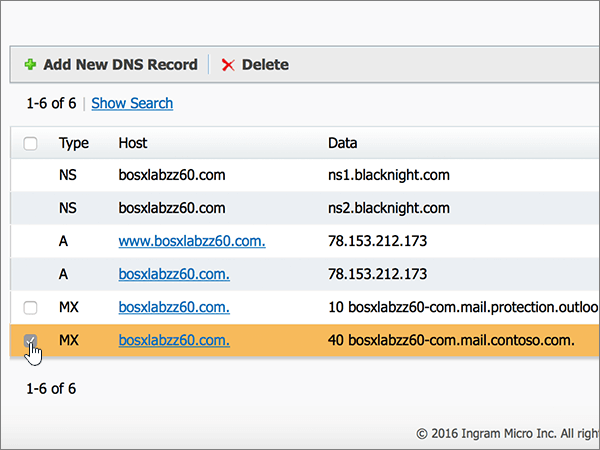 Add New DNS Record | Delete
1-6 of 6 | Show Search
Type Host Data
NS bosxlabzz60.com ns1.blacknight.com
NS bosxlabzz60.com ns2.blacknight.com
A www.bosxlabzz60.com. 78.153.212.173
A bosxlabzz60.com. 78.153.212.173
MX bosxlabzz60.com. 10 bosxlabzz60-com.mail.protection.outloo
MX bosxlabzz60.com. 40 bosxlabzz60-com.mail.contoso.com.
1-6 of 6
© 2016 Ingram Micro Inc. All right